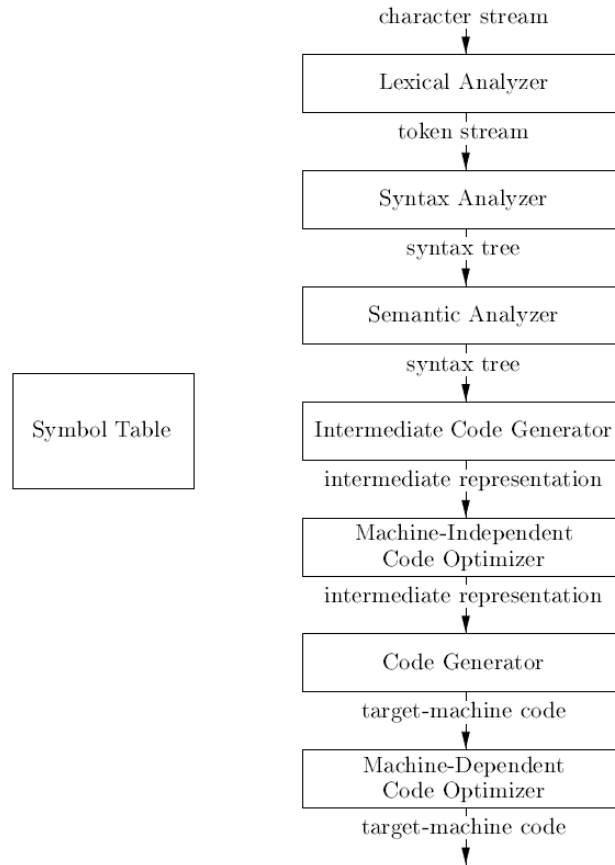 character stream
Lexical Analyzer
token stream
Syntax Analyzer
syntax tree
Semantic Analyzer
syntax tree
Symbol Table
Intermediate Code Generator
intermediate representation
Machine-Independent
Code Optimizer
intermediate representation
Code Generator
target-machine code
Machine-Dependent
Code Optimizer
target-machine code